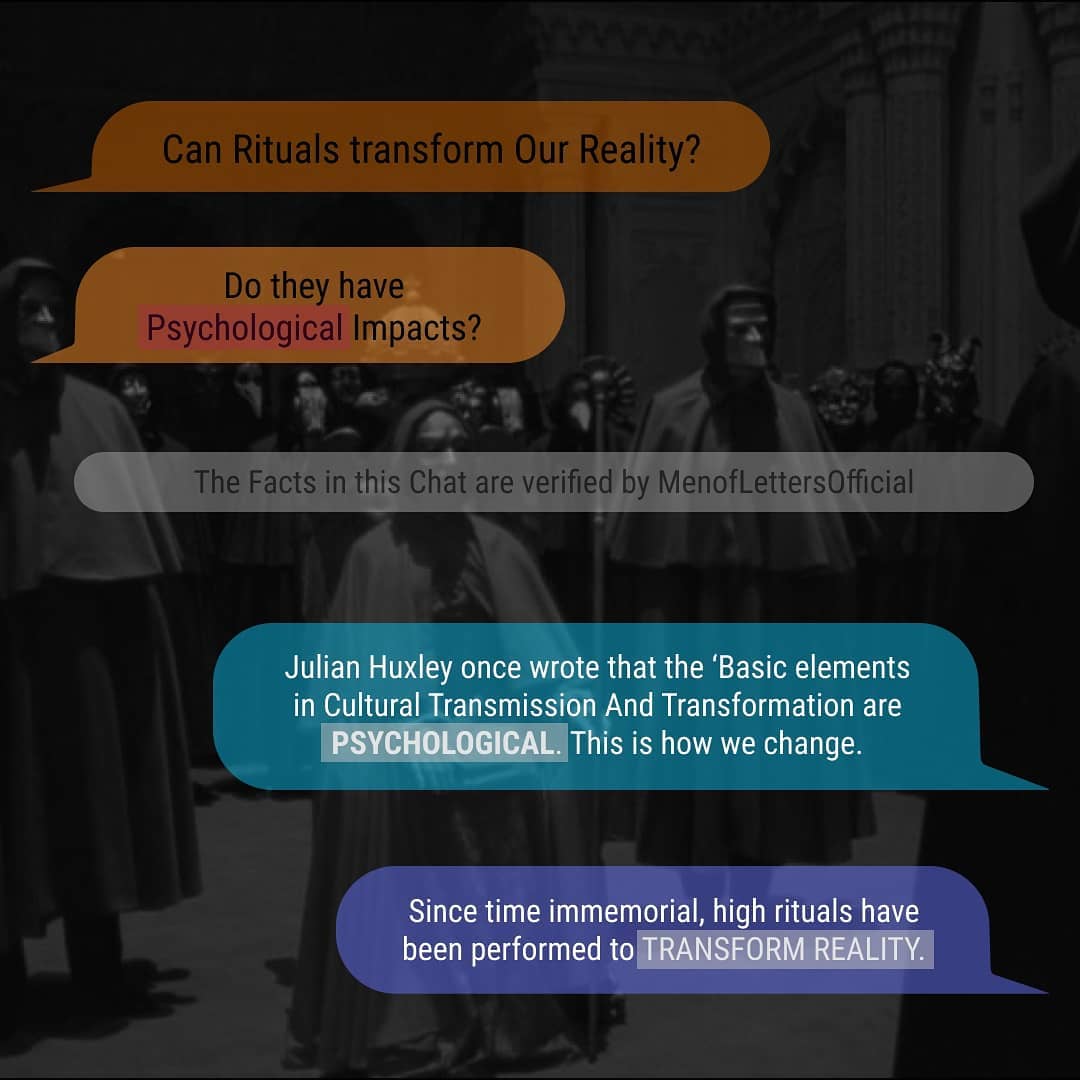 Can Rituals transform Our Reality?
Do they have
Psychological Impacts?
The Facts in this Chat are verified by MenofLettersOfficial
Julian Huxley once wrote that the ‘Basic elements
in Cultural Transmission And Transformation are
PSYCHOLOGICAL. This is how we change.
Since time immemorial, high rituals have
been performed to TRANSFORM REALITY.